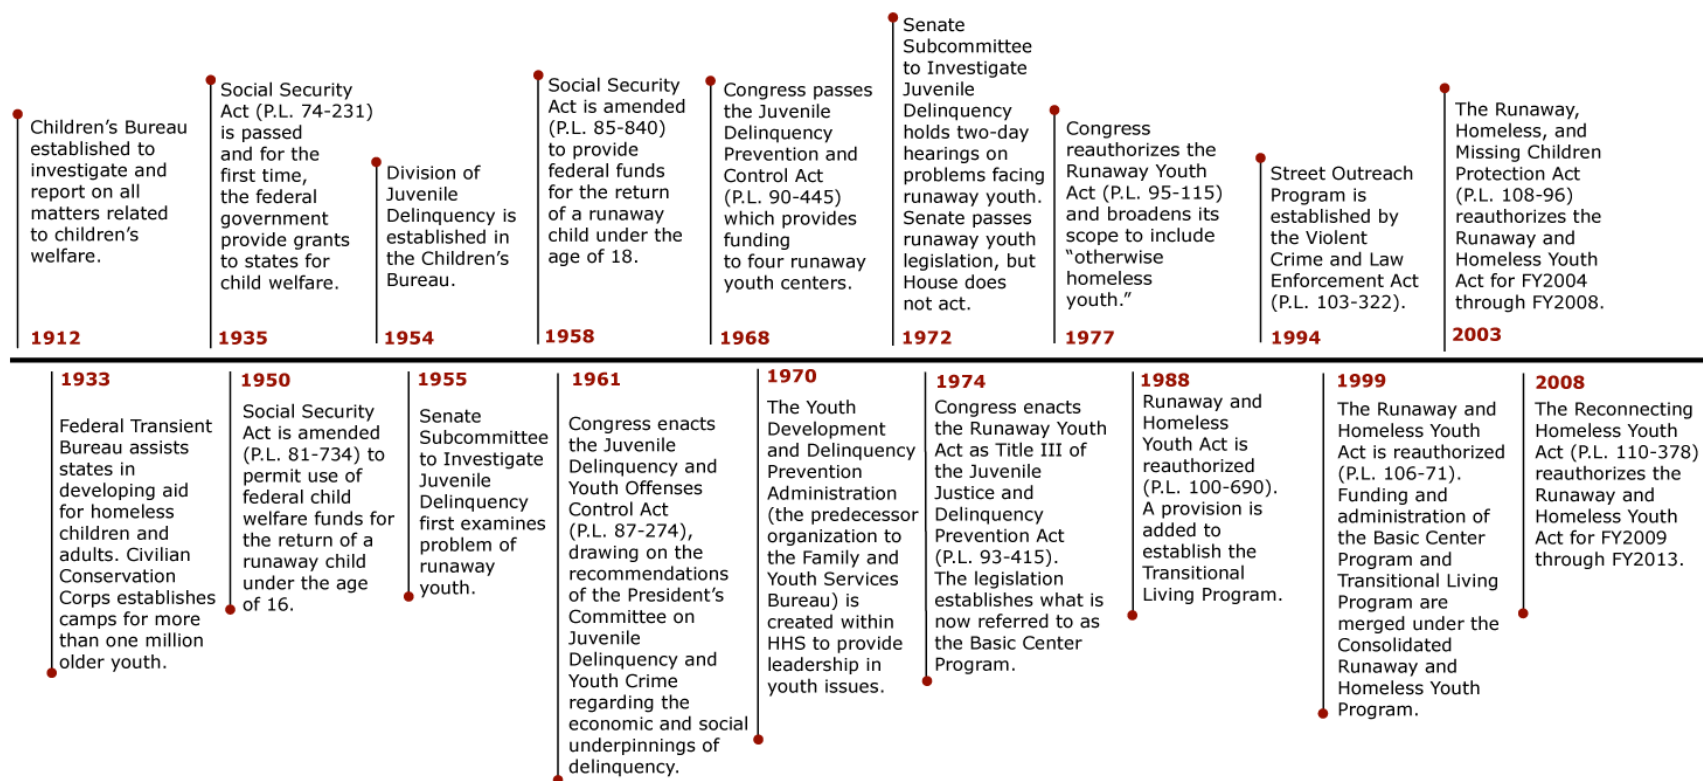 Children's Bureau
established to
investigate and
report on all
matters related
to children's
welfare.
1912
Social Security
Act (P.L. 74-231)
is passed
and for the
first time,
the federal
government
provide grants
to states for
child welfare.
1935
Division of
Juvenile
Delinquency is
established in
the Children's
Bureau.
1954
Social Security
Act is amended
(P.L. 85-840)
to provide
federal funds
for the return
of a runaway
child under the
age of 18.
1958
Congress passes
the Juvenile
Delinquency
Prevention and
Control Act
(P.L. 90-445)
which provides
funding
to four runaway
youth centers.
1968
Senate
Subcommittee
to Investigate
Juvenile
Delinquency
holds two-day
hearings on
problems facing
runaway youth.
Senate passes
runaway youth
legislation, but
House does
not act.
1972
Congress
reauthorizes the
Runaway Youth
Act (P.L. 95-115)
and broadens its
scope to include
"otherwise
homeless
youth."
1977
Street Outreach
Program is
established by
the Violent
Crime and Law
Enforcement Act
(P.L. 103-322).
1994
The Runaway,
Homeless, and
Missing Children
Protection Act
(P.L. 108-96)
reauthorizes the
Runaway and
Homeless Youth
Act for FY2004
through FY2008.
2003
1933
Federal Transient
Bureau assists
states in
developing aid
for homeless
children and
adults. Civilian
Conservation
Corps establishes
camps for more
than one million
older youth.
1950
Social Security
Act is amended
(P.L. 81-734) to
permit use of
federal child
welfare funds for
the return of a
runaway child
under the age
of 16.
1955
Senate
Subcommittee
to Investigate
Juvenile
Delinquency
first examines
problem of
runaway
youth.
1961
Congress enacts
the Juvenile
Delinquency and
Youth Offenses
Control Act
(P.L. 87-274),
drawing on the
recommendations
of the President's
Committee on
Juvenile
Delinquency and
Youth Crime
regarding the
economic and social
underpinnings of
delinquency.
1970
The Youth
Development
and Delinquency
Prevention
Administration
(the predecessor
organization to
the Family and
Youth Services
Bureau) is
created within
HHS to provide
leadership in
youth issues.
1974
Congress enacts
the Runaway Youth
Act as Title III of
the Juvenile
Justice and
Delinquency
Prevention Act
(P.L. 93-415).
The legislation
establishes what is
now referred to as
the Basic Center
Program.
1988
Runaway and
Homeless
Youth Act is
reauthorized
(P.L. 100-690).
A provision is
added to
establish the
Transitional
Living Program.
1999
The Runaway and
Homeless Youth
Act is reauthorized
(P.L. 106-71).
Funding and
administration of
the Basic Center
Program and
Transitional Living
Program are
merged under the
Consolidated
Runaway and
Homeless Youth
Program.
2008
The Reconnecting
Homeless Youth
Act (P.L. 110-378)
reauthorizes the
Runaway and
Homeless Youth
Act for FY2009
through FY2013.